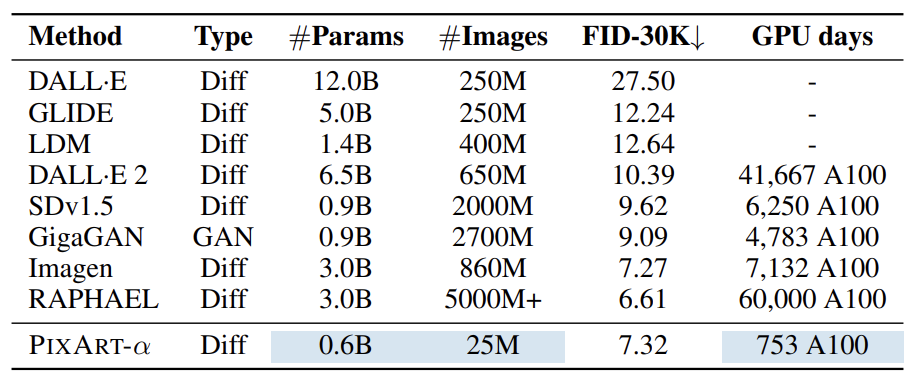 Method Type #Params #Images FID-30K↓ GPU days
DALL·E Diff 12.0B 250M 27.50 -
GLIDE Diff 5.0B 250M 12.24 -
LDM Diff 1.4B 400M 12.64 -
DALL·E 2 Diff 6.5B 650M 10.39 41,667 A100
SDv1.5 Diff 0.9B 2000M 9.62 6,250 A100
GigaGAN GAN 0.9B 2700M 9.09 4,783 A100
Imagen Diff 3.0B 860M 7.27 7,132 A100
RAPHAEL Diff 3.0B 5000M+ 6.61 60,000 A100
PIXART-α Diff 0.6B 25M 7.32 753 A100